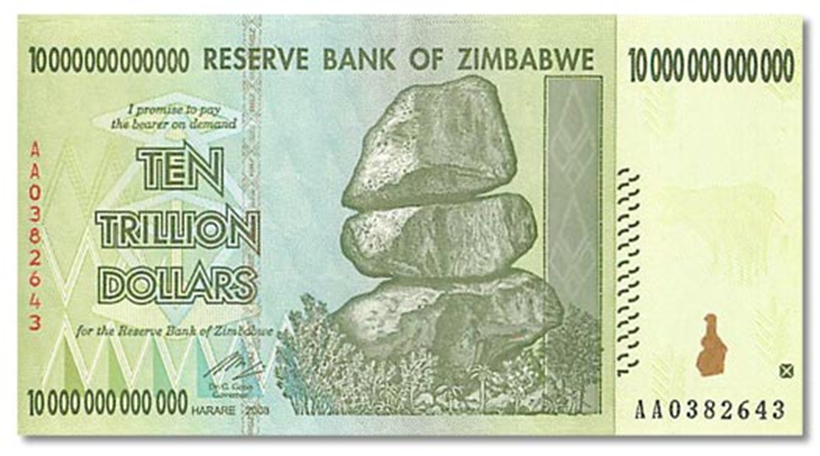 10000000000000 RESERVE BANK OF ZIMBABWE 10 000 000 000 000
I promise to pay
the bearer on demand
TEN
TRILLION
DOLLARS
for the Reserve Bank of Zimbabwe
Dr. G. Gono
Governor
10 000 000 000 000 HARARE 2008
AA0382643
AA0382643